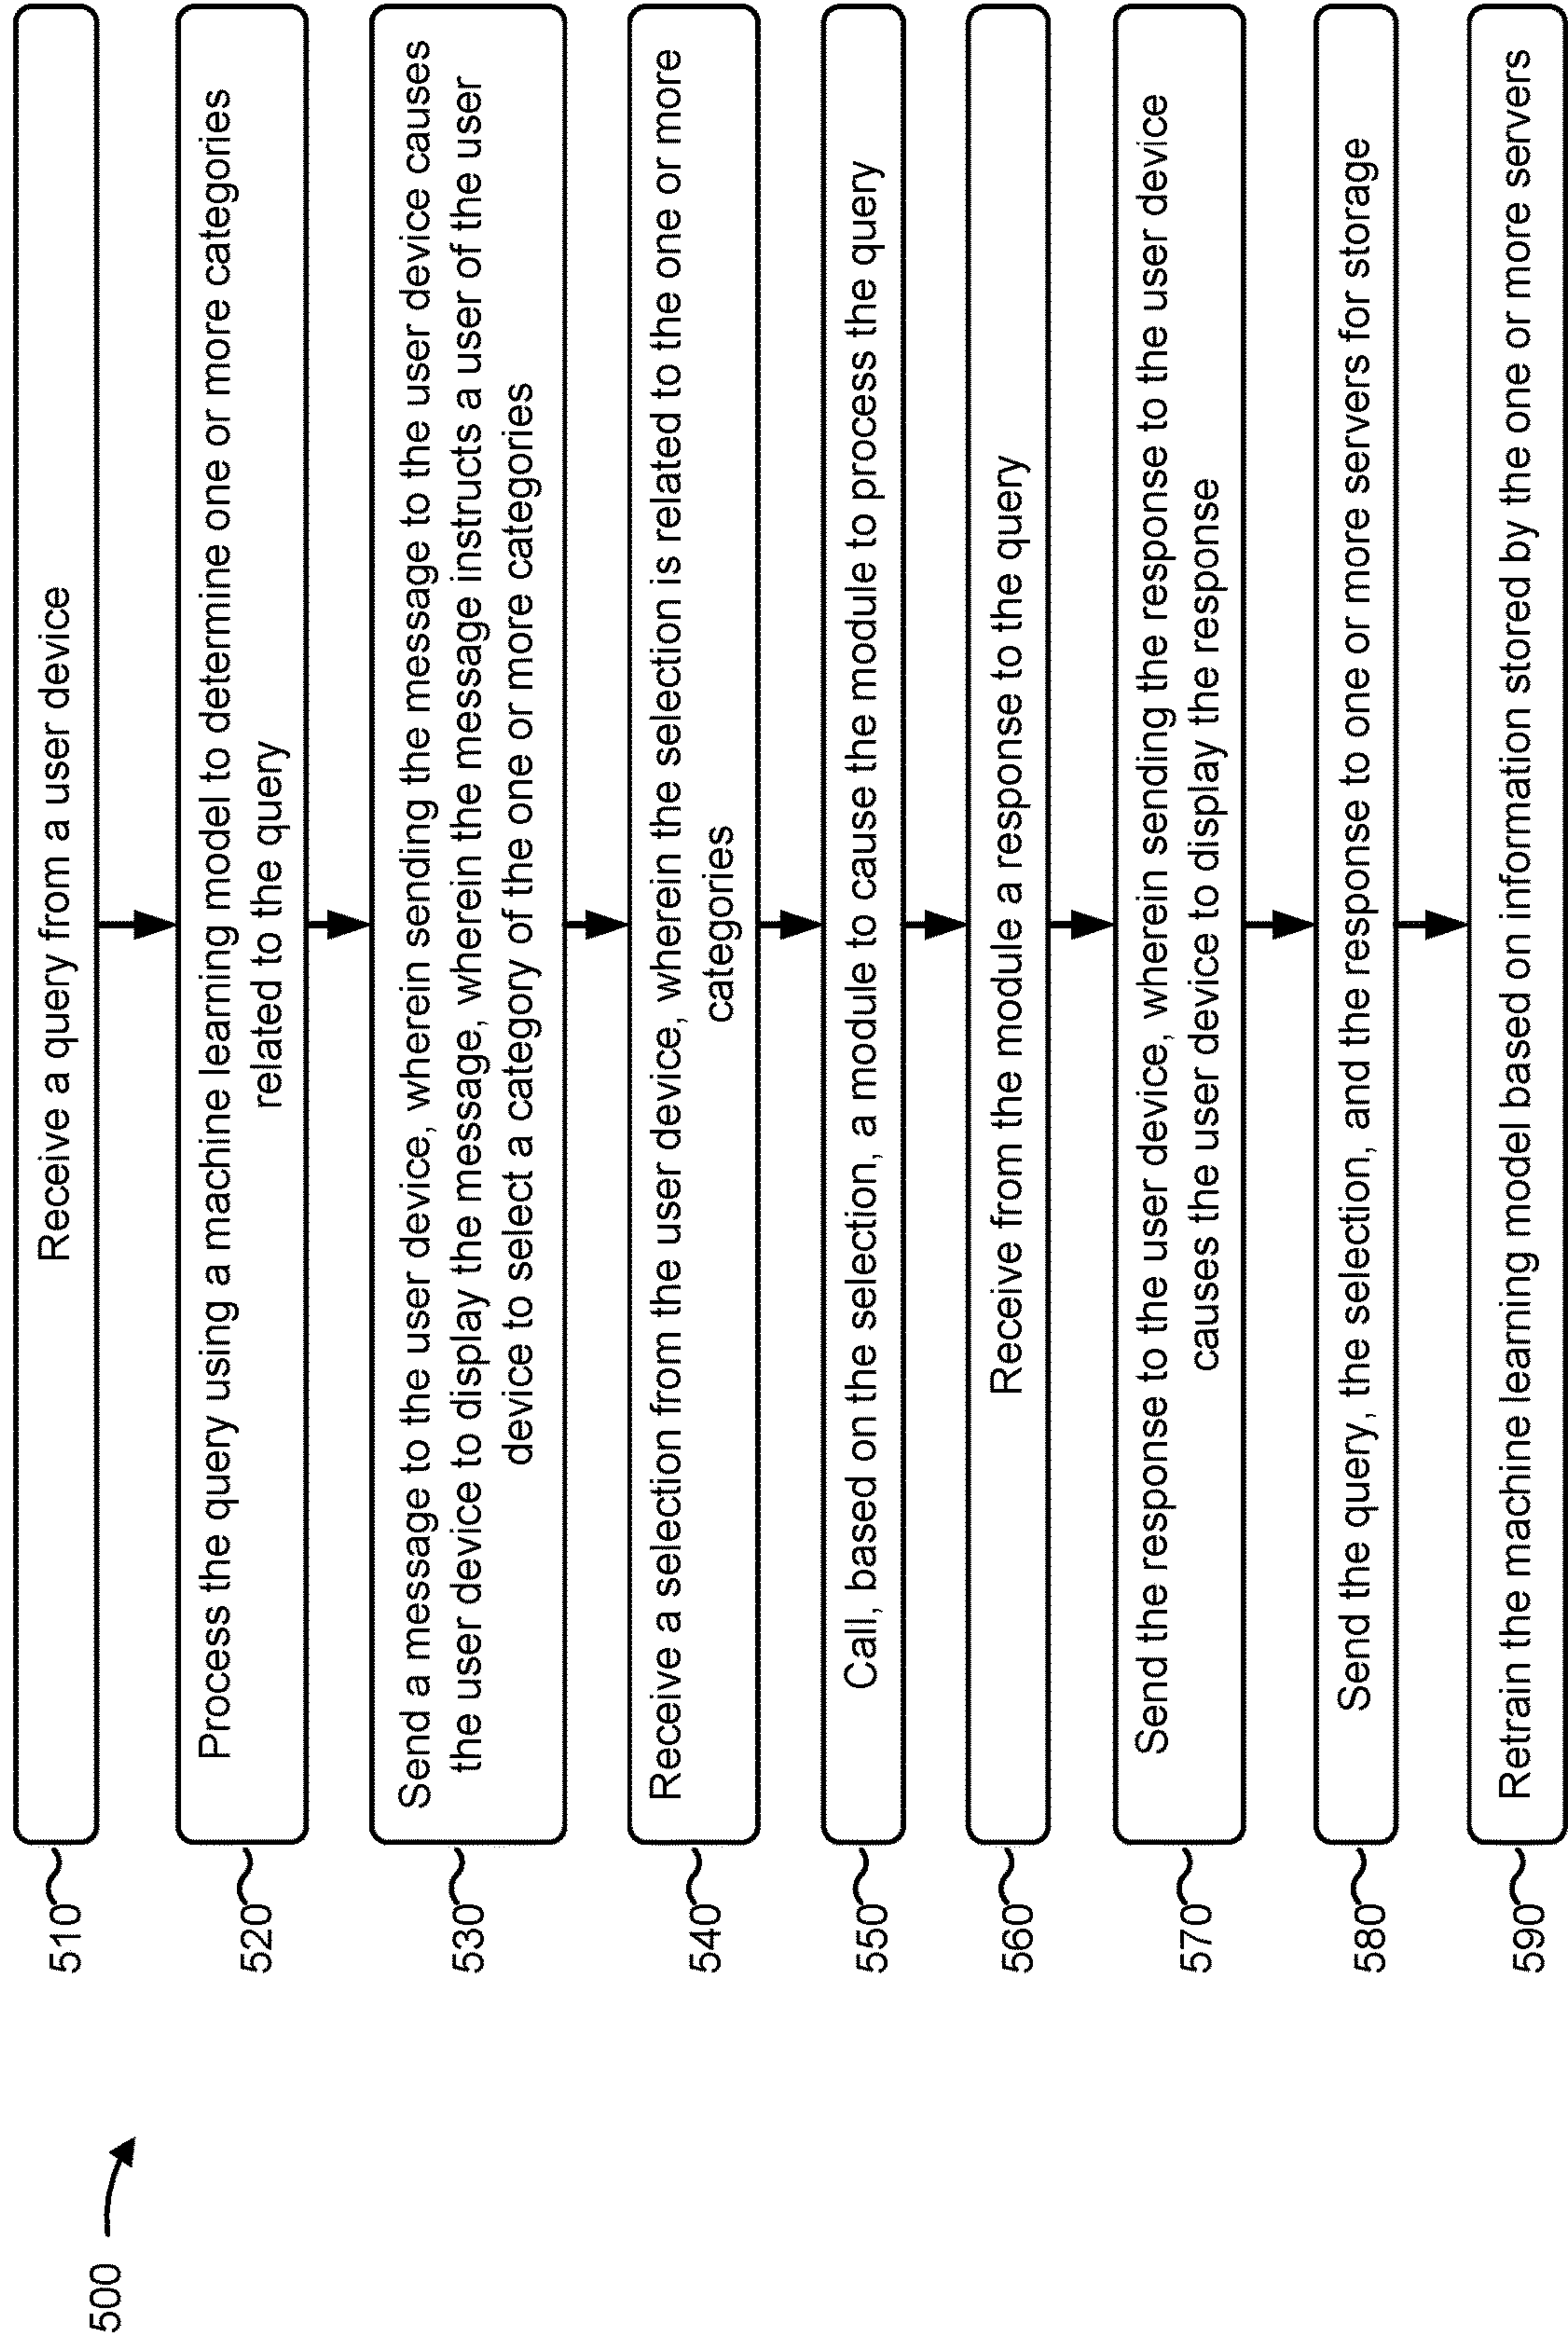 500
510
Receive a query from a user device
520
Process the query using a machine learning model to determine one or more categories
related to the query
530
Send a message to the user device, wherein sending the message to the user device causes
the user device to display the message, wherein the message instructs a user of the user
device to select a category of the one or more categories
540
Receive a selection from the user device, wherein the selection is related to the one or more
categories
550
Call, based on the selection, a module to cause the module to process the query
560
Receive from the module a response to the query
570
Send the response to the user device, wherein sending the response to the user device
causes the user device to display the response
580
Send the query, the selection, and the response to one or more servers for storage
590
Retrain the machine learning model based on information stored by the one or more servers